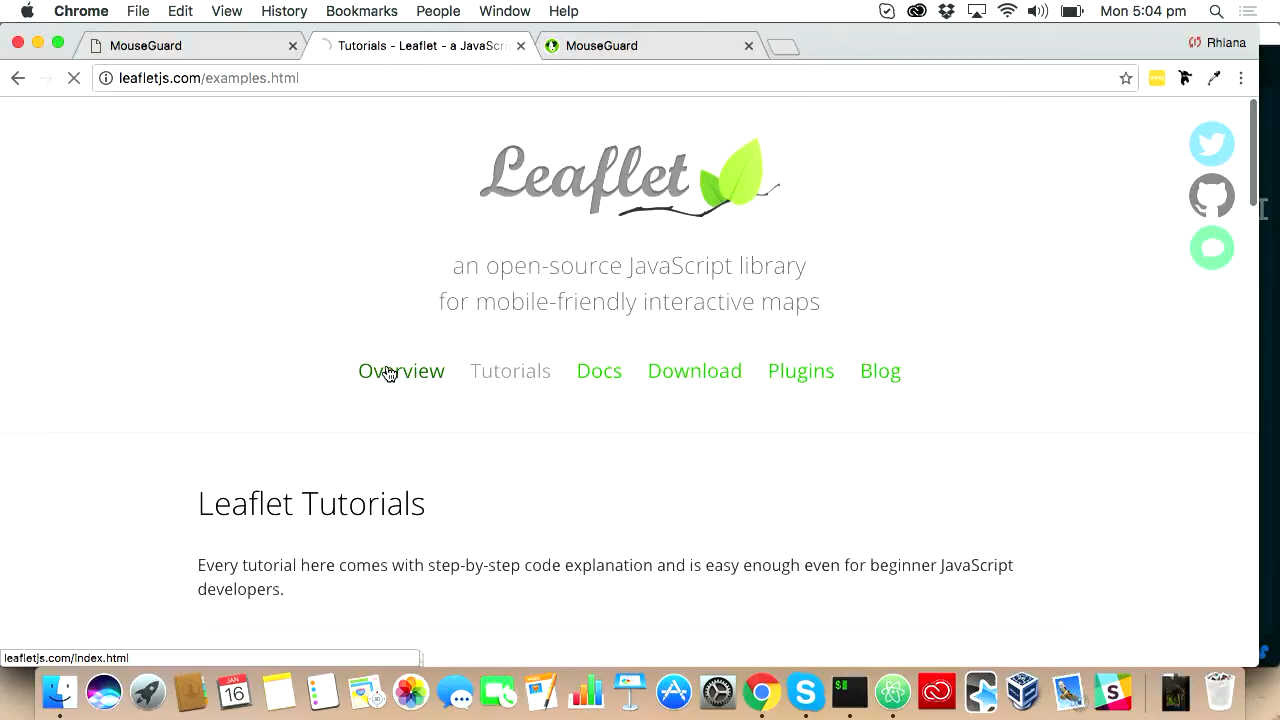 Chrome File Edit View History Bookmarks People Window Help Mon 5:04 pm
MouseGuard Tutorials - Leaflet - a JavaScri MouseGuard Rhiana
leafletjs.com/examples.html
Leaflet
an open-source JavaScript library
for mobile-friendly interactive maps
Overview Tutorials Docs Download Plugins Blog
Leaflet Tutorials
Every tutorial here comes with step-by-step code explanation and is easy enough even for beginner JavaScript
developers.
leafletjs.com/index.html
JAN
16